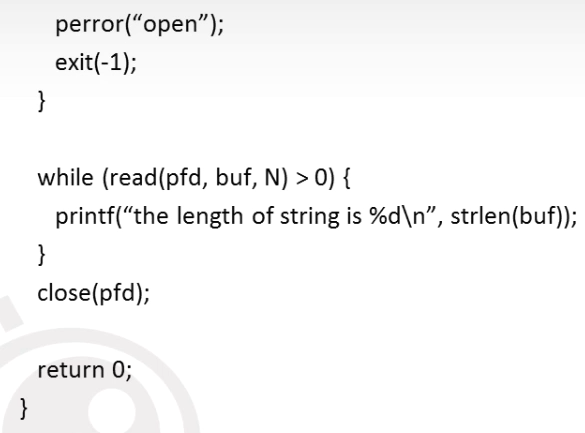 perror(“open”);
exit(-1);
}
while (read(pfd, buf, N) > 0) {
printf(“the length of string is %d\n”, strlen(buf));
}
close(pfd);
return 0;
}